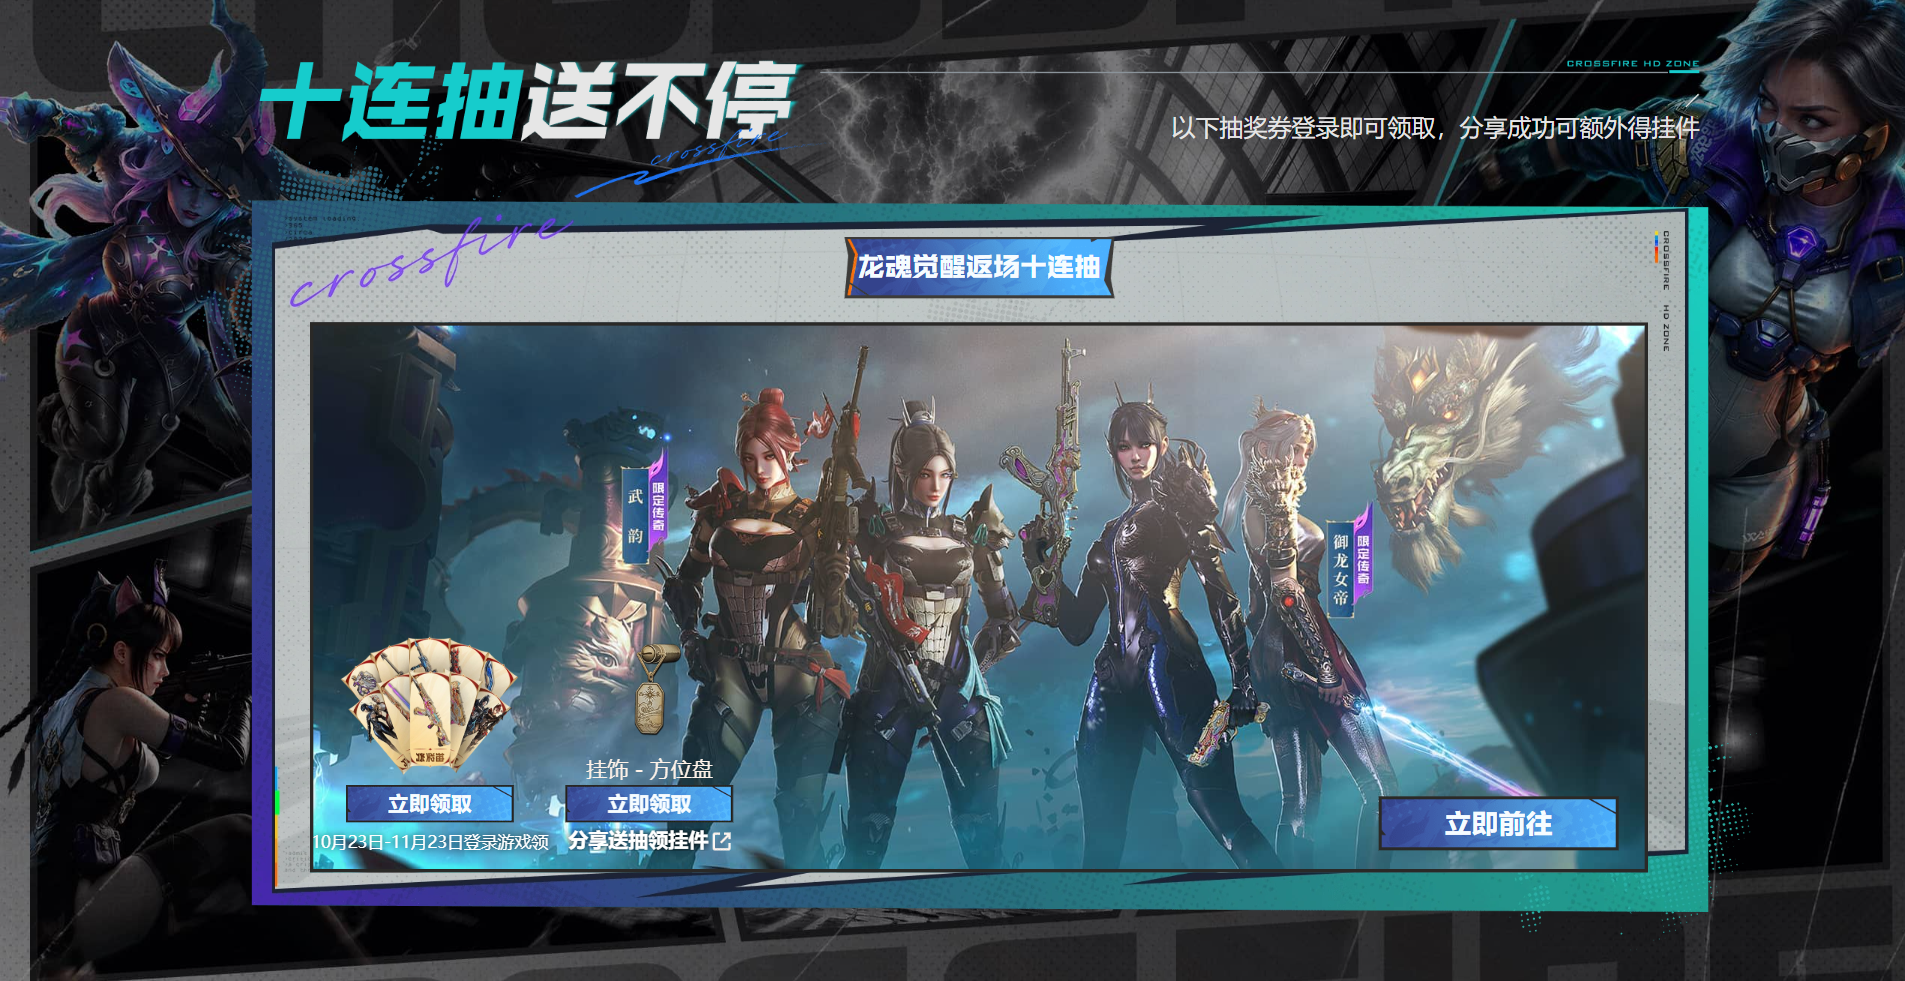 十连抽送不停
crossfire
CROSSFIRE HD ZONE
以下抽奖券登录即可领取，分享成功可额外得挂件
crossfire
龙魂觉醒返场十连抽
CROSSFIRE HD ZONE
武韵
限定传奇
御龙女帝
限定传奇
挂饰 - 方位盘
立即领取
立即领取
10月23日-11月23日登录游戏领
分享送抽领挂件
立即前往